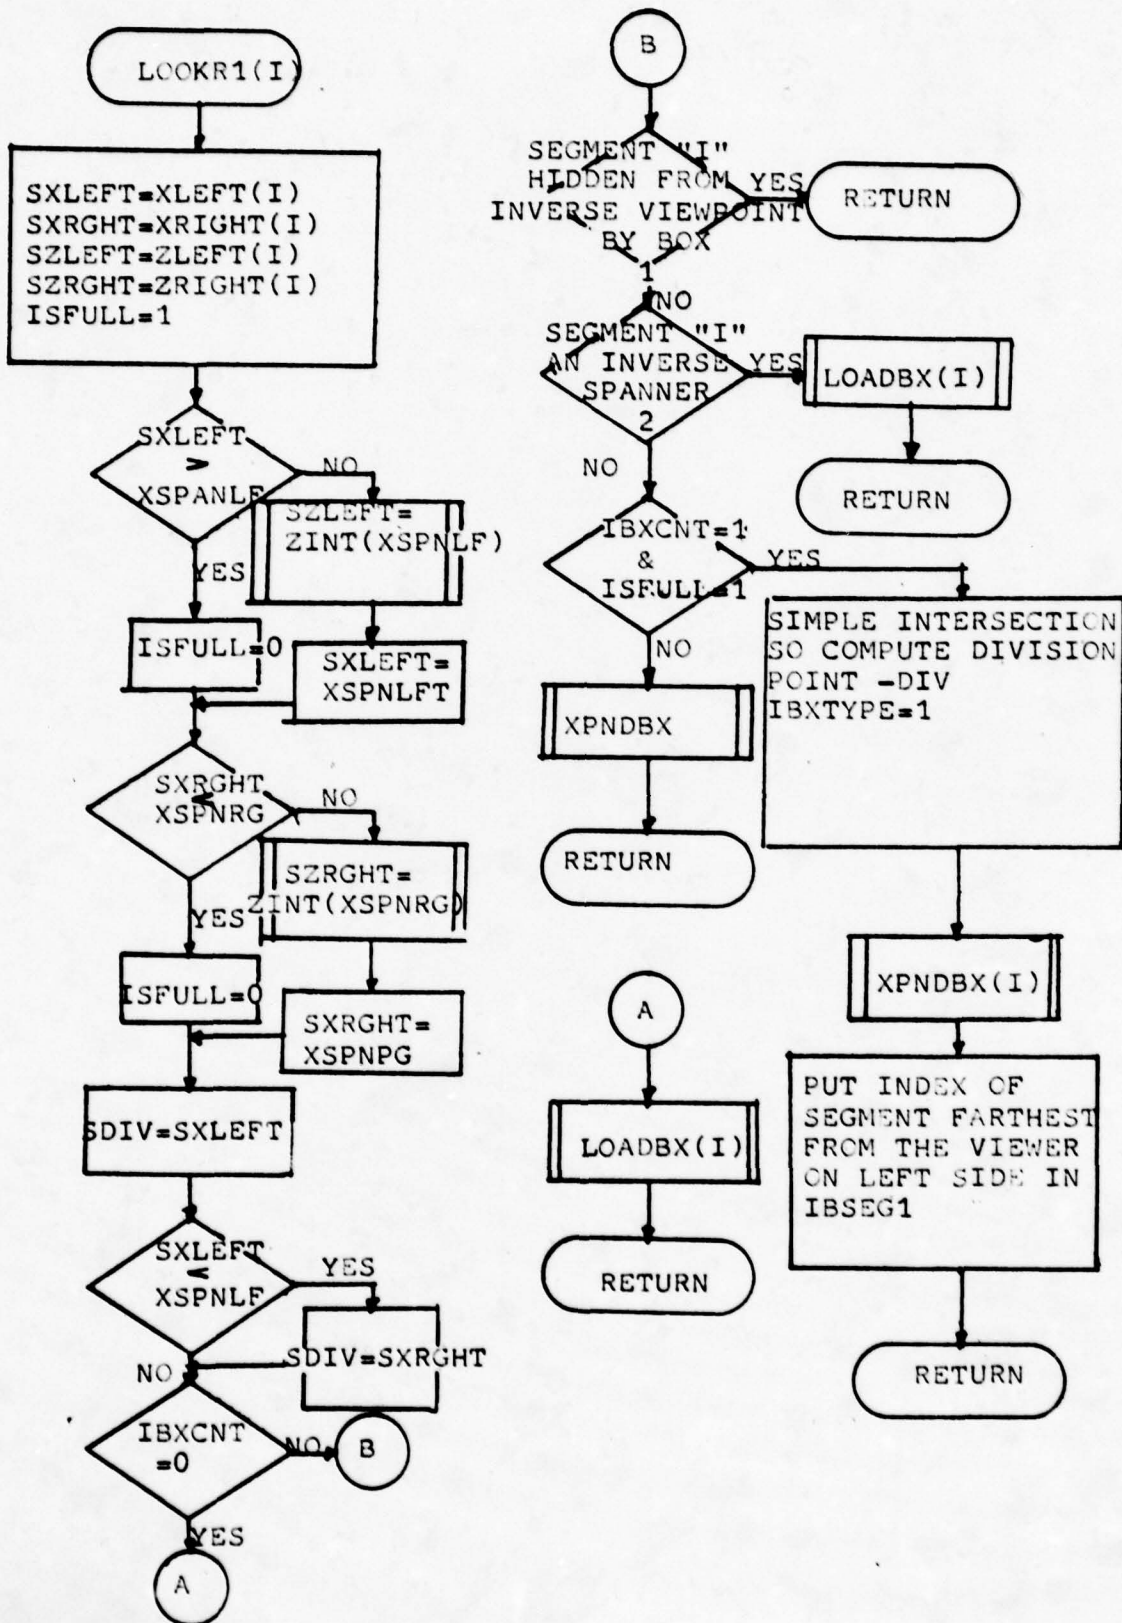 LOOKR1(I)
SXLEFT=XLEFT(I)
SXRGHT=XRIGHT(I)
SZLEFT=ZLEFT(I)
SZRGHT=ZRIGHT(I)
ISFULL=1
SXLEFT
>
XSPANLF
NO
SZLEFT=
ZINT(XSPNLF)
YES
ISFULL=0
SXLEFT=
XSPNLFT
SXRGHT
<
XSPNRG
NO
SZRGHT=
ZINT(XSPNRG)
YES
ISFULL=0
SXRGHT=
XSPNPG
SDIV=SXLEFT
SXLEFT
<
XSPNLF
YES
SDIV=SXRGHT
NO
IBXCNT
=0
NO
B
YES
A
B
SEGMENT "I"
HIDDEN FROM
INVERSE VIEWPOINT
BY BOX
1
YES
RETURN
NO
SEGMENT "I"
AN INVERSE
SPANNER
2
YES
LOADBX(I)
RETURN
NO
IBXCNT=1
&
ISFULL=1
YES
SIMPLE INTERSECTION
SO COMPUTE DIVISION
POINT -DIV
IBXTYPE=1
NO
XPNDBX
RETURN
XPNDBX(I)
PUT INDEX OF
SEGMENT FARTHEST
FROM THE VIEWER
ON LEFT SIDE IN
IBSEG1
RETURN
A
LOADBX(I)
RETURN